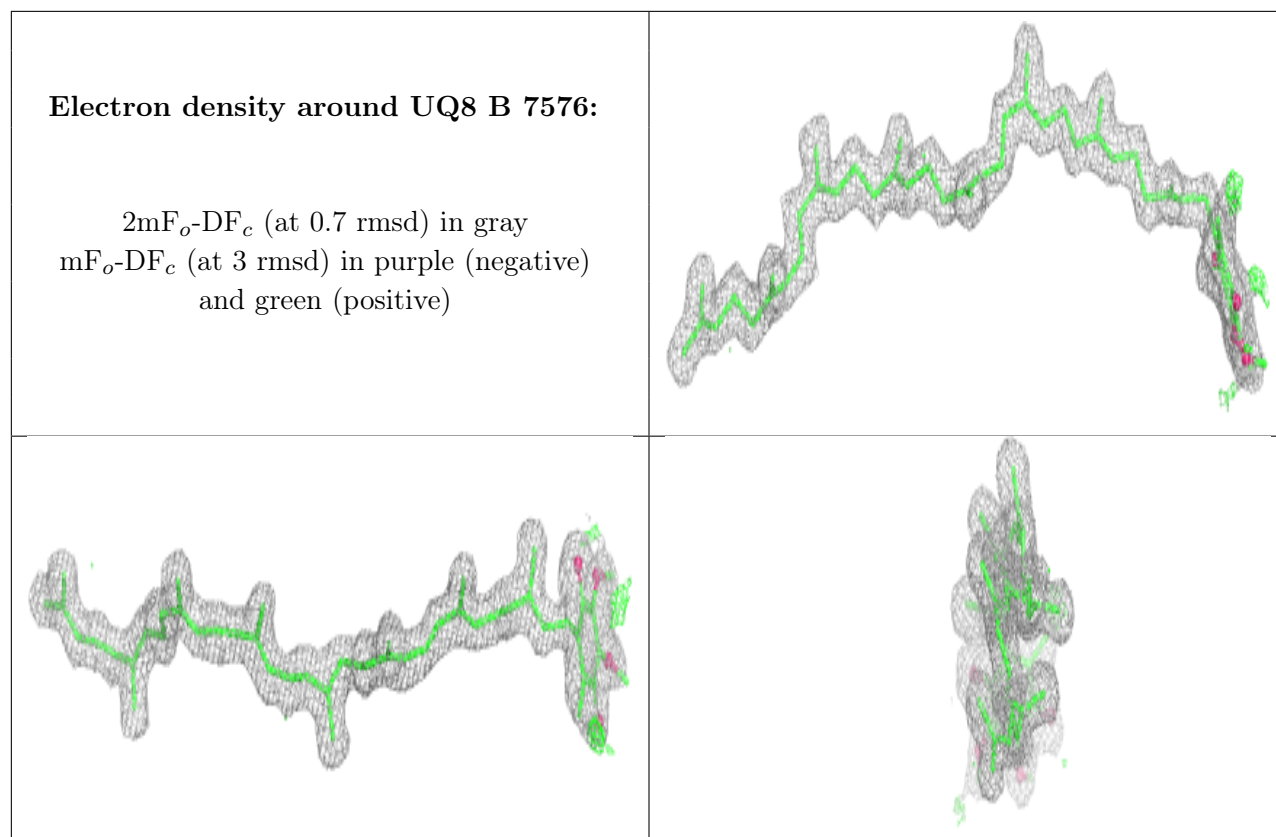 Electron density around UQ8 B 7576:
2mFₒ-DF𝒸 (at 0.7 rmsd) in gray
mFₒ-DF𝒸 (at 3 rmsd) in purple (negative)
and green (positive)